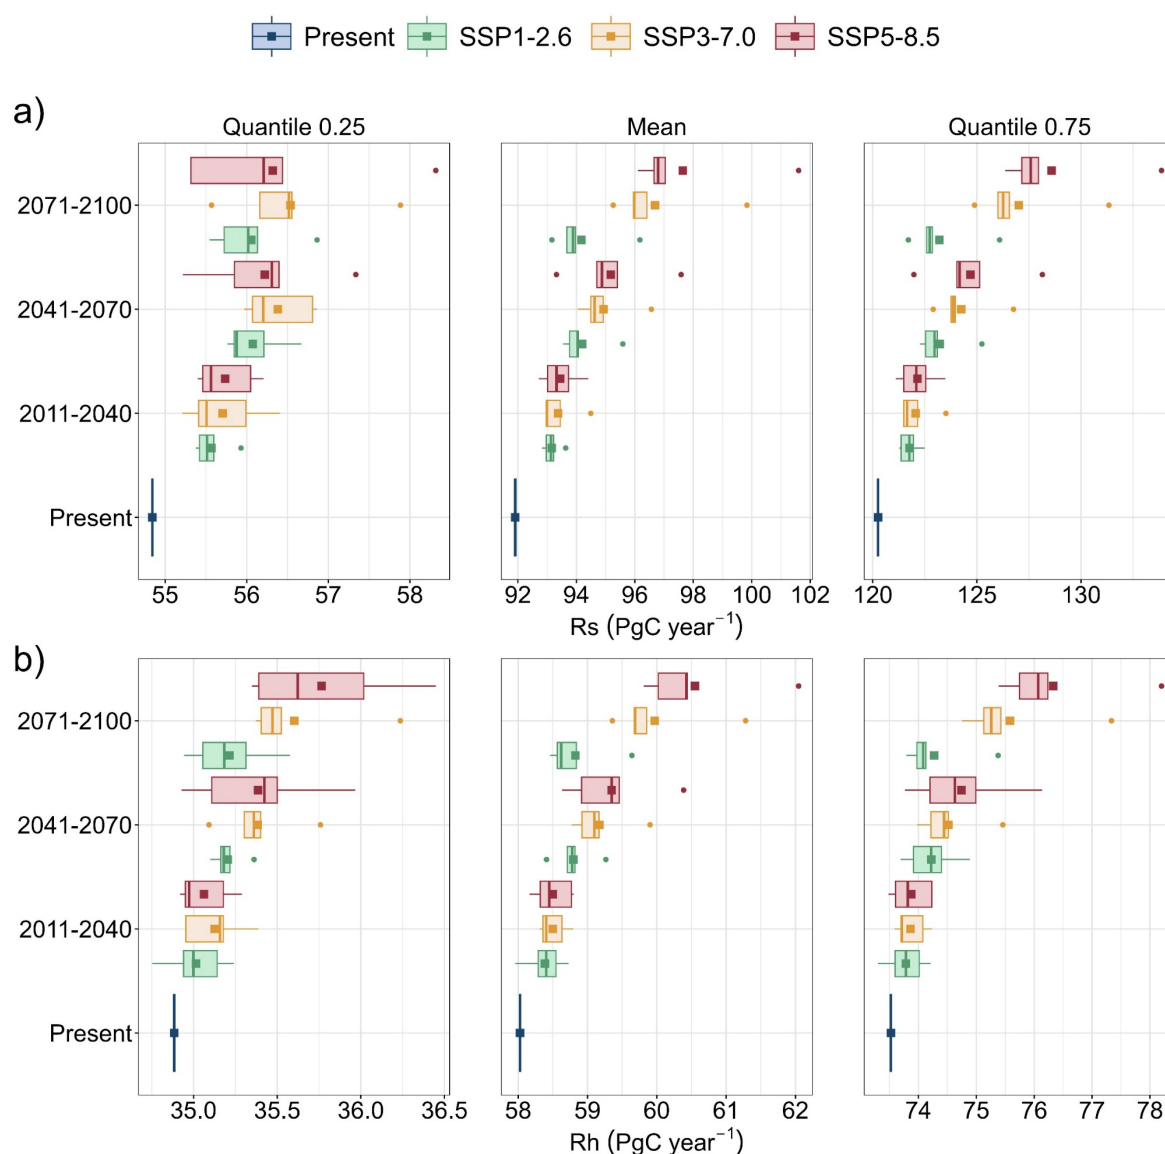 Present SSP1-2.6 SSP3-7.0 SSP5-8.5
a)
Quantile 0.25 Mean Quantile 0.75
2071-2100
2041-2070
2011-2040
Present
55 56 57 58 92 94 96 98 100 102 120 125 130
Rs (PgC year⁻¹)
b)
2071-2100
2041-2070
2011-2040
Present
35.0 35.5 36.0 36.5 58 59 60 61 62 74 75 76 77 78
Rh (PgC year⁻¹)